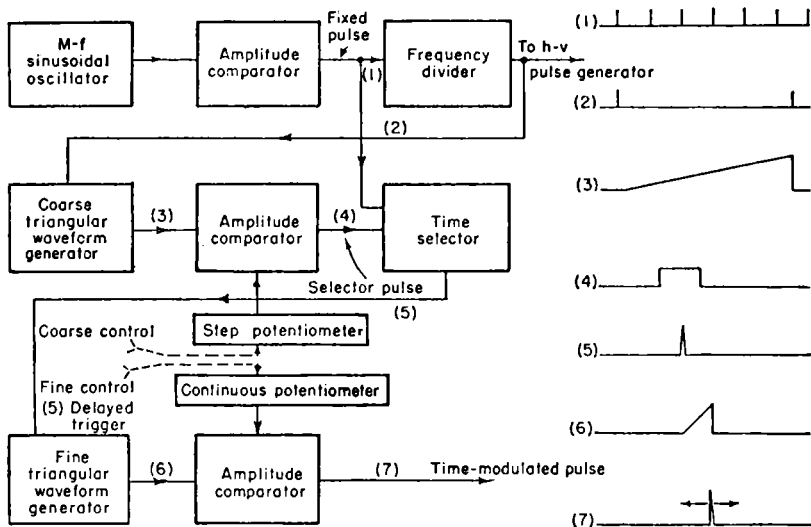 M-f
sinusoidal
oscillator
Amplitude
comparator
Fixed
pulse
(1)
Frequency
divider
To h-v
pulse generator
(2)
Coarse
triangular
waveform
generator
(3)
Amplitude
comparator
(4)
Time
selector
Selector pulse
(5)
Coarse control
Step potentiometer
Fine control
Continuous potentiometer
(5) Delayed
trigger
Fine
triangular
waveform
generator
(6)
Amplitude
comparator
(7)
Time-modulated pulse
(1)
(2)
(3)
(4)
(5)
(6)
(7)